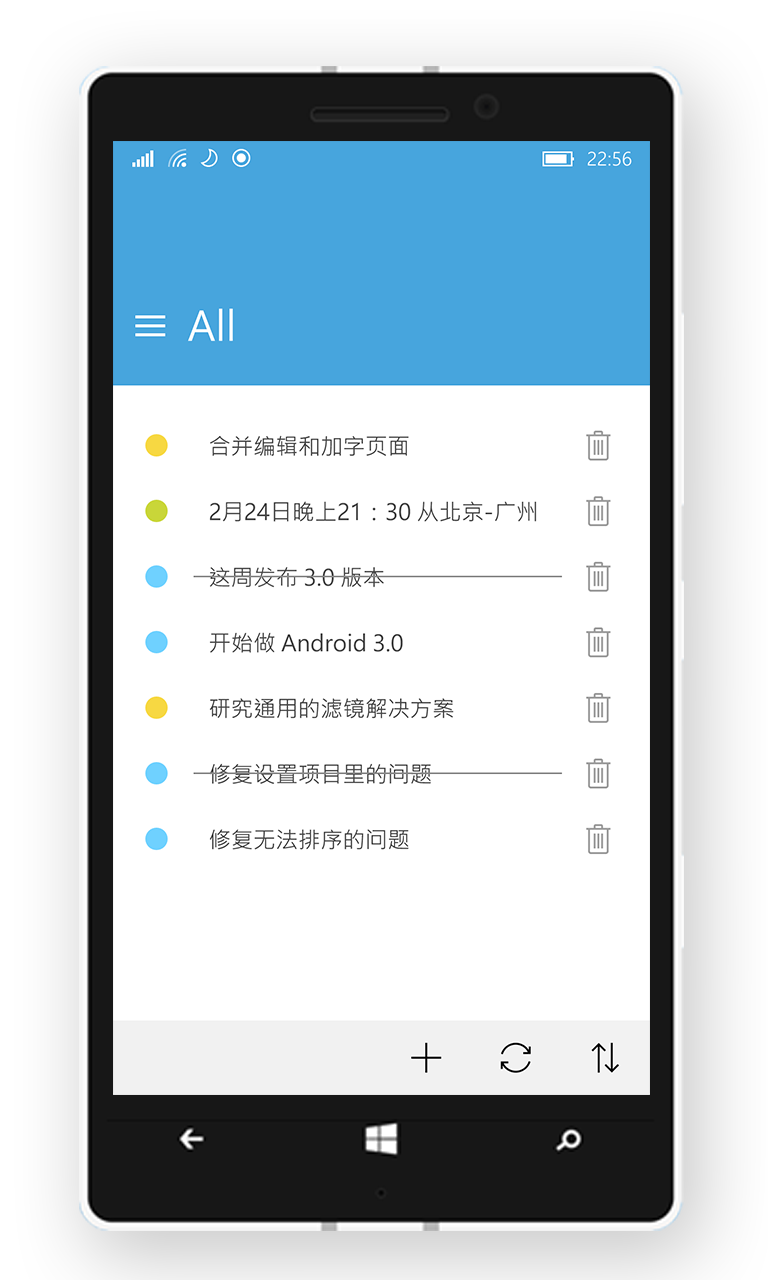 22:56
All
合并编辑和加字页面
2月24日晚上21：30 从北京-广州
这周发布 3.0 版本
开始做 Android 3.0
研究通用的滤镜解决方案
修复设置项目里的问题
修复无法排序的问题